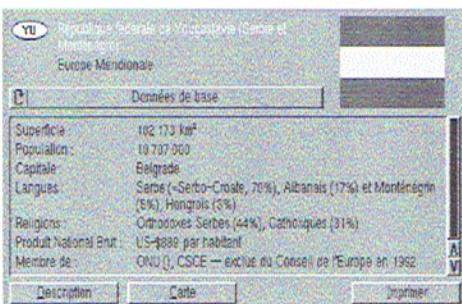 YU République fédérale de Yougoslavie (Serbie et
Monténégro)
Europe Méridionale
Données de base
Superficie : 102 173 km²
Population : 10 707 000
Capitale : Belgrade
Langues Serbe (=Serbo-Croate, 70%), Albanais (17%) et Monténégrin
(5%), Hongrois (3%)
Religions : Orthodoxes Serbes (44%), Catholiques (31%)
Produit National Brut : US-$889 par habitant
Membre de : ONU (), CSCE — exclue du Conseil de l'Europe en 1992
Description Carte Imprimer